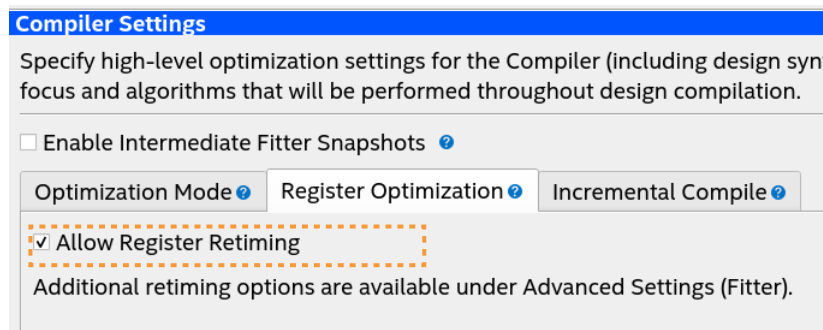 Compiler Settings
Specify high-level optimization settings for the Compiler (including design syn
focus and algorithms that will be performed throughout design compilation.
Enable Intermediate Fitter Snapshots
Optimization Mode Register Optimization Incremental Compile
Allow Register Retiming
Additional retiming options are available under Advanced Settings (Fitter).